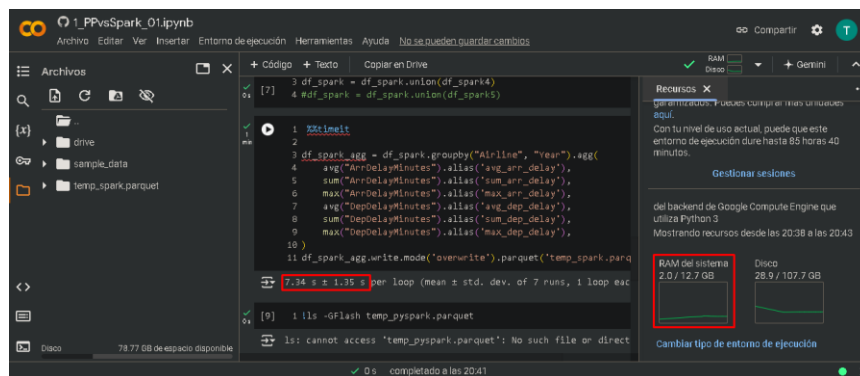 1_PPvsSpark_01.ipynb
Archivo Editar Ver Insertar Entorno de ejecución Herramientas Ayuda No se pueden guardar cambios
Compartir
T
Archivos
+ Código + Texto Copiar en Drive
RAM
Disco
+ Gemini
..
drive
sample_data
temp_spark.parquet
{x}
Disco 78.77 GB de espacio disponible
0 s
[7]
3 df_spark = df_spark.union(df_spark4)
4 #df_spark = df_spark.union(df_spark5)
1 min
1 %%timeit
2
3 df_spark_agg = df_spark.groupby("Airline", "Year").agg(
4 avg("ArrDelayMinutes").alias('avg_arr_delay'),
5 sum("ArrDelayMinutes").alias('sum_arr_delay'),
6 max("ArrDelayMinutes").alias('max_arr_delay'),
7 avg("DepDelayMinutes").alias('avg_dep_delay'),
8 sum("DepDelayMinutes").alias('sum_dep_delay'),
9 max("DepDelayMinutes").alias('max_dep_delay'),
10 )
11 df_spark_agg.write.mode('overwrite').parquet('temp_spark.parq
7.34 s ± 1.35 s per loop (mean ± std. dev. of 7 runs, 1 loop eac
0 s
[9]
1 !ls -GFlash temp_pyspark.parquet
ls: cannot access 'temp_pyspark.parquet': No such file or direct
Recursos X
garantizados. Puedes comprar más unidades
aquí.
Con tu nivel de uso actual, puede que este
entorno de ejecución dure hasta 85 horas 40
minutos.
Gestionar sesiones
del backend de Google Compute Engine que
utiliza Python 3
Mostrando recursos desde las 20:38 a las 20:43
RAM del sistema
2.0 / 12.7 GB
Disco
28.9 / 107.7 GB
Cambiar tipo de entorno de ejecución
0 s completado a las 20:41